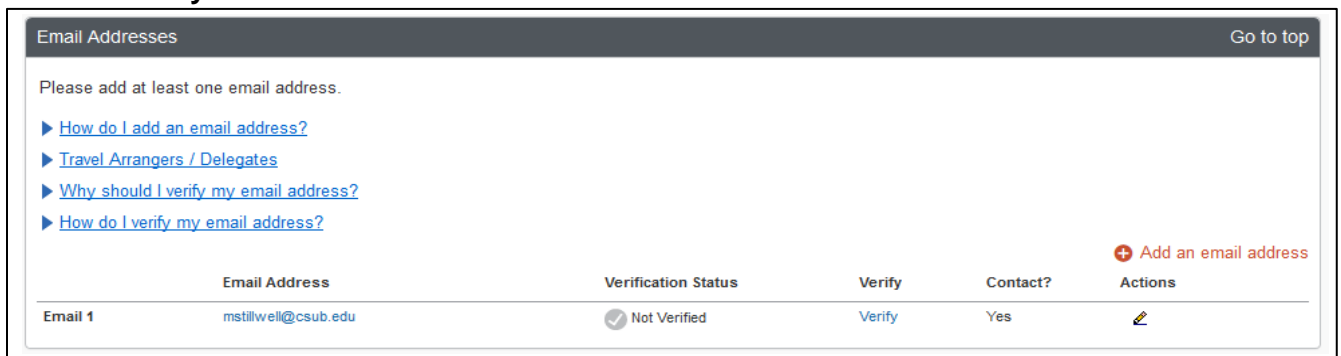 Email Addresses Go to top
Please add at least one email address.
How do I add an email address?
Travel Arrangers / Delegates
Why should I verify my email address?
How do I verify my email address?
Add an email address
Email Address Verification Status Verify Contact? Actions
Email 1 mstillwell@csub.edu Not Verified Verify Yes